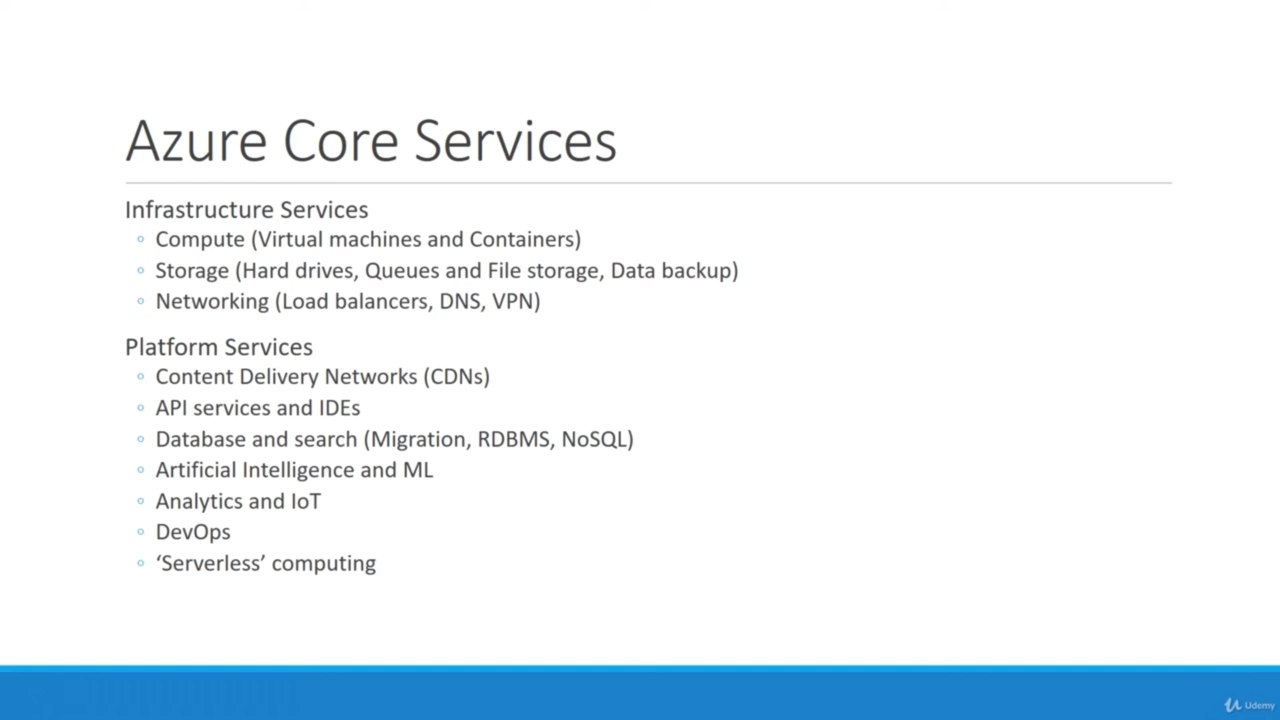 Azure Core Services
Infrastructure Services
◦ Compute (Virtual machines and Containers)
◦ Storage (Hard drives, Queues and File storage, Data backup)
◦ Networking (Load balancers, DNS, VPN)
Platform Services
◦ Content Delivery Networks (CDNs)
◦ API services and IDEs
◦ Database and search (Migration, RDBMS, NoSQL)
◦ Artificial Intelligence and ML
◦ Analytics and IoT
◦ DevOps
◦ ‘Serverless’ computing
Udemy